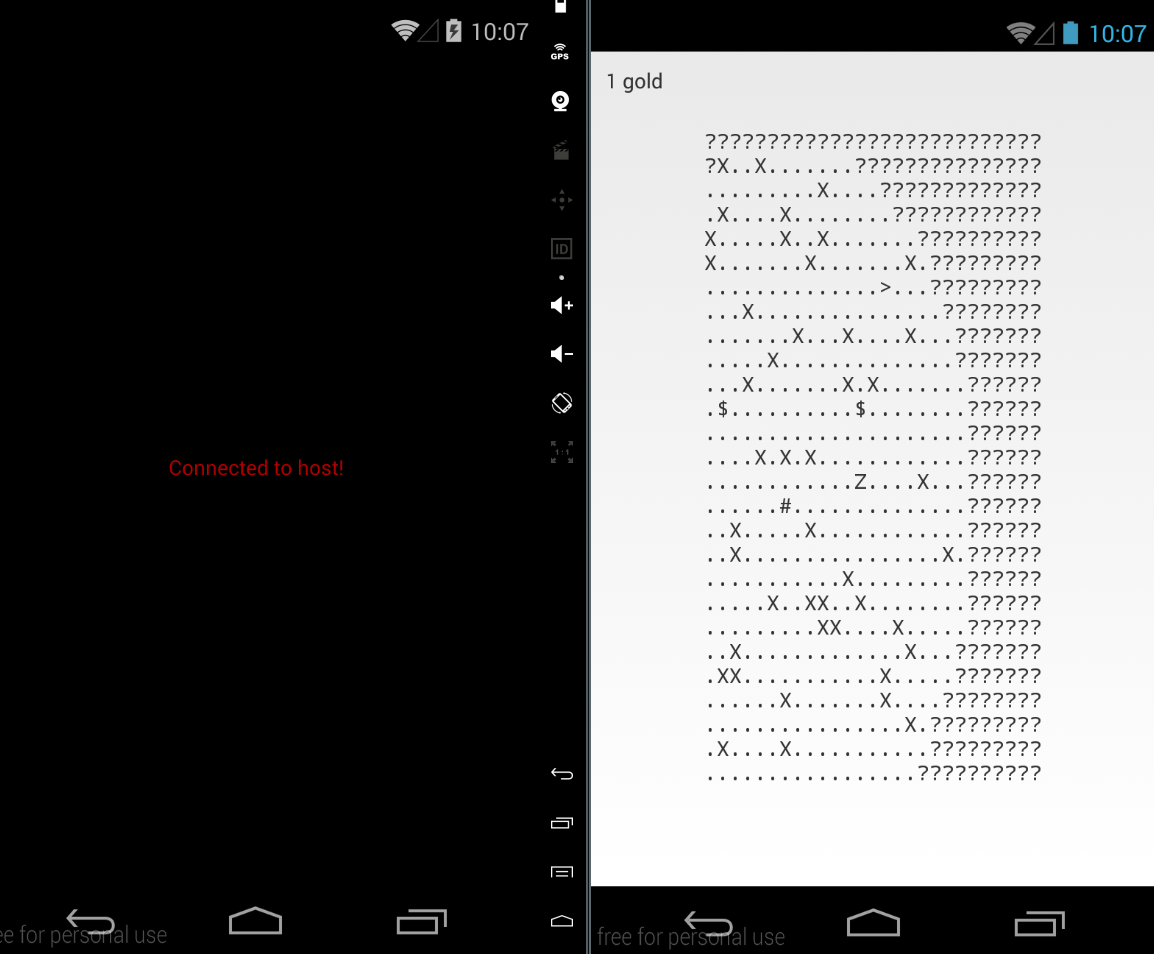 10:07
GPS
ID
1:1
Connected to host!
ee for personal use
10:07
1 gold
???????????????????????????
?X..X.......???????????????
.........X....?????????????
.X....X........????????????
X.....X..X.......??????????
X.......X.......X.?????????
..............>...?????????
...X...............????????
.......X...X....X...???????
.....X..............???????
...X.......X.X.......??????
.$..........$........??????
.....................??????
....X.X.X............??????
............Z....X...??????
......#..............??????
..X.....X............??????
..X................X.??????
...........X.........??????
.....X..XX..X........??????
.........XX....X.....??????
..X.............X...???????
.XX...........X.....???????
......X.......X....????????
................X.?????????
.X....X...........?????????
.................??????????
free for personal use